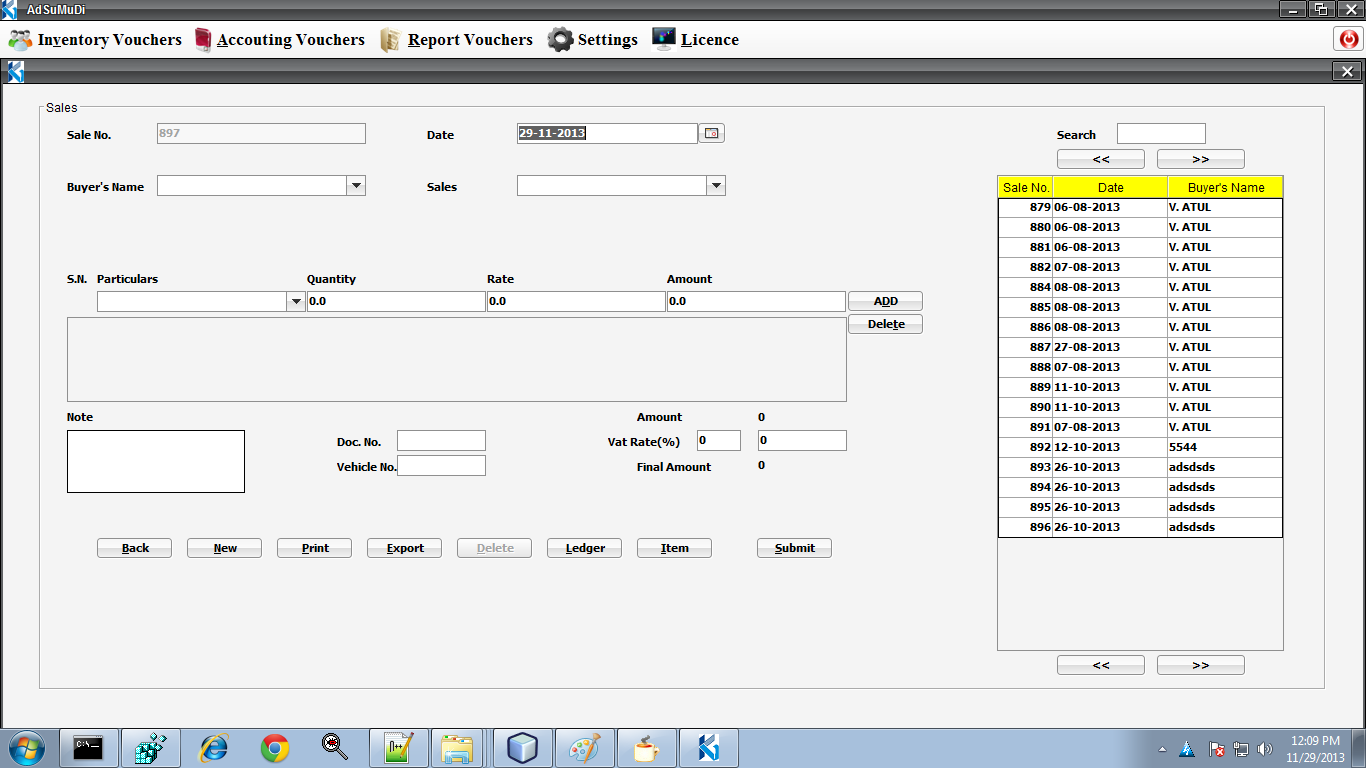 AdSuMuDi
Inventory Vouchers Accouting Vouchers Report Vouchers Settings Licence
Sales
Sale No. 897 Date 29-11-2013 Search
<< >>
Buyer's Name Sales
Sale No. Date Buyer's Name
879 06-08-2013 V. ATUL
880 06-08-2013 V. ATUL
881 06-08-2013 V. ATUL
882 07-08-2013 V. ATUL
884 08-08-2013 V. ATUL
885 08-08-2013 V. ATUL
886 08-08-2013 V. ATUL
887 27-08-2013 V. ATUL
888 07-08-2013 V. ATUL
889 11-10-2013 V. ATUL
890 11-10-2013 V. ATUL
891 07-08-2013 V. ATUL
892 12-10-2013 5544
893 26-10-2013 adsdsds
894 26-10-2013 adsdsds
895 26-10-2013 adsdsds
896 26-10-2013 adsdsds
<< >>
S.N. Particulars Quantity Rate Amount
0.0 0.0 0.0 ADD
Delete
Note Amount 0
Doc. No. Vat Rate(%) 0 0
Vehicle No. Final Amount 0
Back New Print Export Delete Ledger Item Submit
C:\_
12:09 PM
11/29/2013